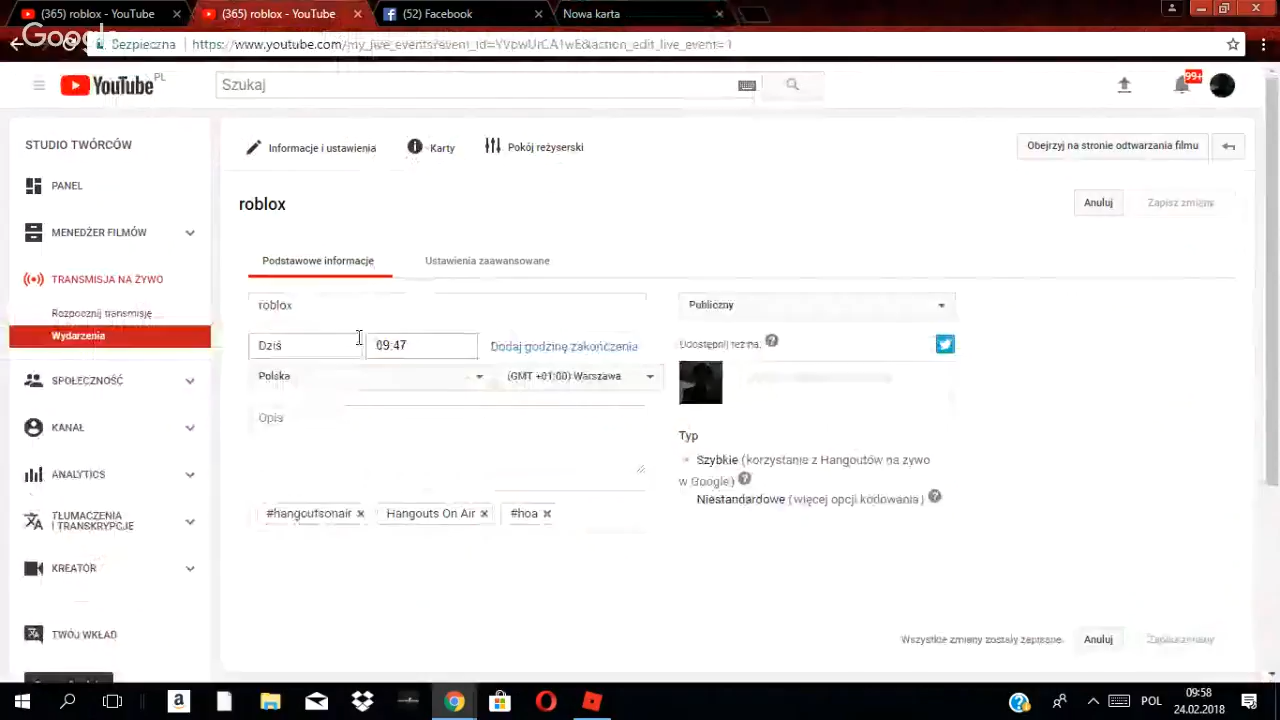 (365) roblox - YouTube
(365) roblox - YouTube
(52) Facebook
Nowa karta
Google
Bezpieczna
YouTube PL
Szukaj
99+
STUDIO TWÓRCÓW
PANEL
MENEDŻER FILMÓW
TRANSMISJA NA ŻYWO
Rozpocznij transmisję...
Wydarzenia
SPOŁECZNOŚĆ
KANAŁ
ANALYTICS
TŁUMACZENIA
I TRANSKRYPCJE
KREATOR
TWÓJ WKŁAD
Informacje i ustawienia
Karty
Pokój reżyserski
Obejrzyj na stronie odtwarzania filmu
roblox
Anuluj
Zapisz zmiany
Podstawowe informacje
Ustawienia zaawansowane
roblox
Publiczny
Dziś
09:47
Dodaj godzinę zakończenia
Udostępnij też na:
Polska
(GMT +01:00) Warszawa
Opis
Typ
Szybkie (korzystanie z Hangoutów na żywo
w Google)
Niestandardowe (więcej opcji kodowania)
#hangoutsonair
Hangouts On Air
#hoa
Wszystkie zmiany zostały zapisane.
Anuluj
Zapisz zmiany
POL
09:58
24.02.2018